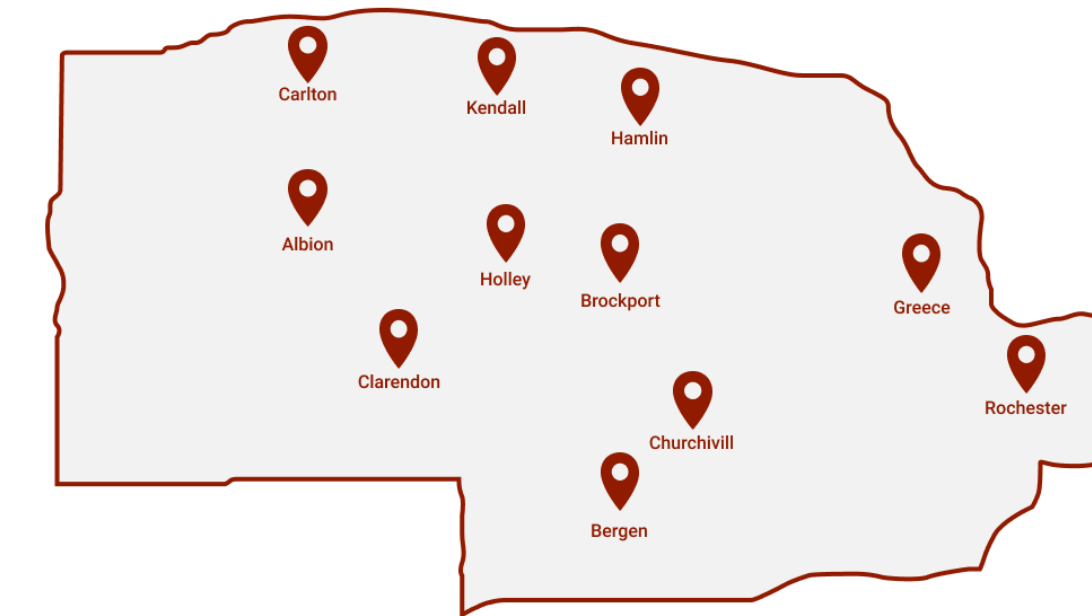 Carlton
Kendall
Hamlin
Albion
Holley
Brockport
Greece
Clarendon
Rochester
Churchivill
Bergen